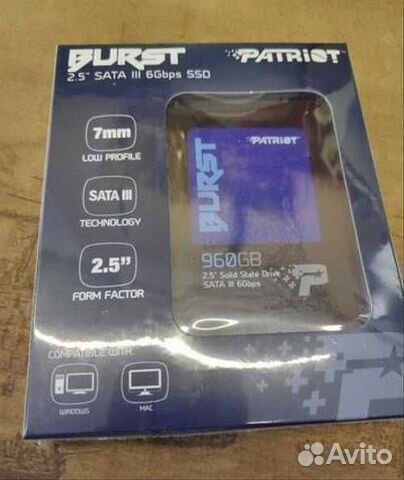 BURST
PATRIOT
2.5" SATA III 6Gbps SSD
7mm
LOW PROFILE
SATA III
TECHNOLOGY
2.5"
FORM FACTOR
COMPATIBLE WITH:
WINDOWS
MAC
PATRIOT
BURST
960GB
2.5" Solid State Drive
SATA III 6Gbps
Avito